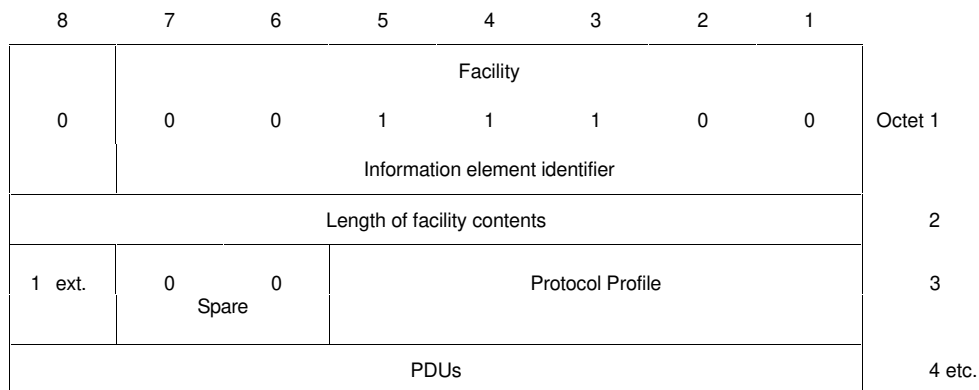 8 7 6 5 4 3 2 1
Facility
0 0 0 1 1 1 0 0 Octet 1
Information element identifier
Length of facility contents 2
1 ext. 0 0 Protocol Profile 3
Spare
PDUs 4 etc.